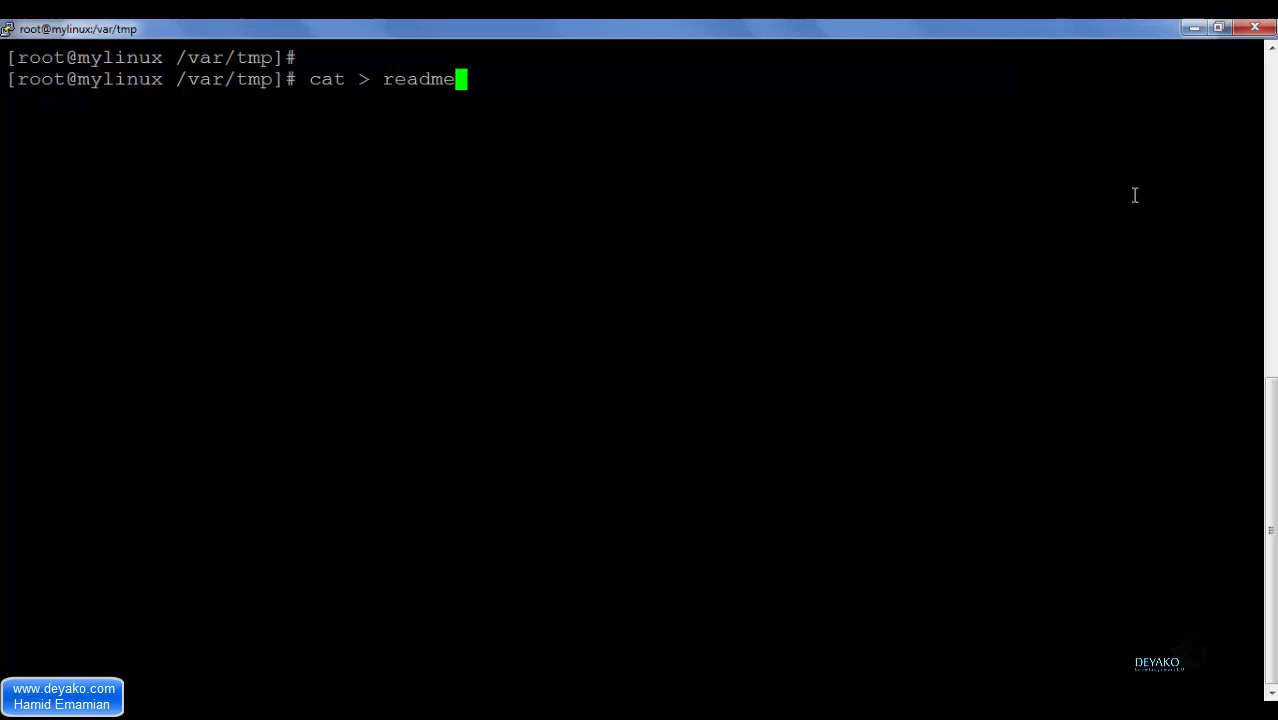 root@mylinux:/var/tmp
[root@mylinux /var/tmp]#
[root@mylinux /var/tmp]# cat > readme
DEYAKO
www.deyako.com
Hamid Emamian